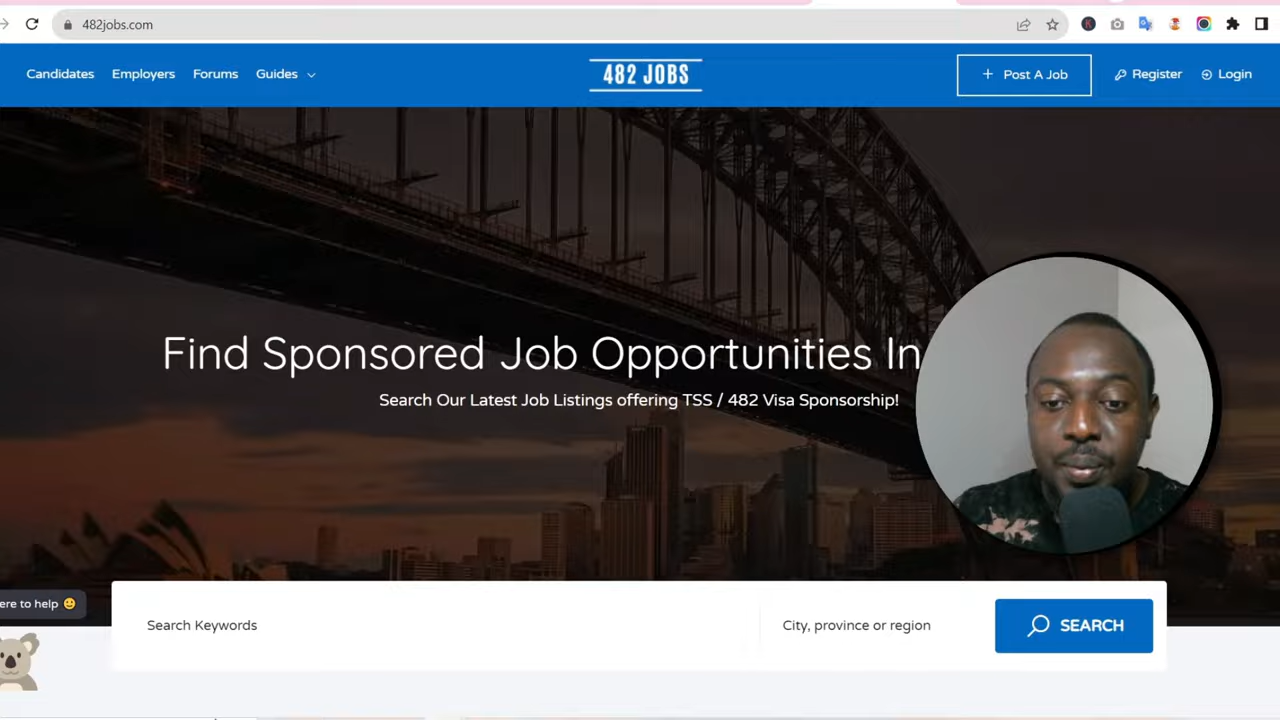 482jobs.com
Candidates
Employers
Forums
Guides
482 JOBS
+ Post A Job
Register
Login
Find Sponsored Job Opportunities In
Search Our Latest Job Listings offering TSS / 482 Visa Sponsorship!
ere to help
Search Keywords
City, province or region
SEARCH